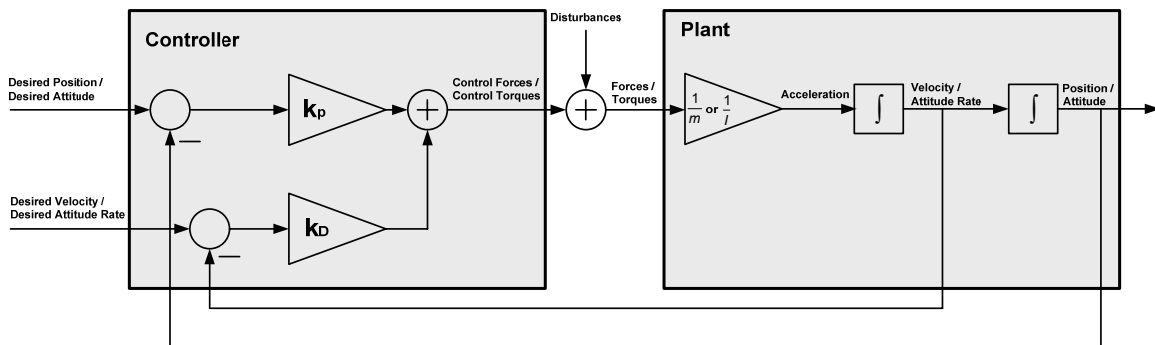 Disturbances
Controller
Plant
Desired Position /
Desired Attitude
kp
+
Control Forces /
Control Torques
+
Forces /
Torques
1/m or 1/I
Acceleration
∫
Velocity /
Attitude Rate
∫
Position /
Attitude
—
Desired Velocity /
Desired Attitude Rate
kD
—